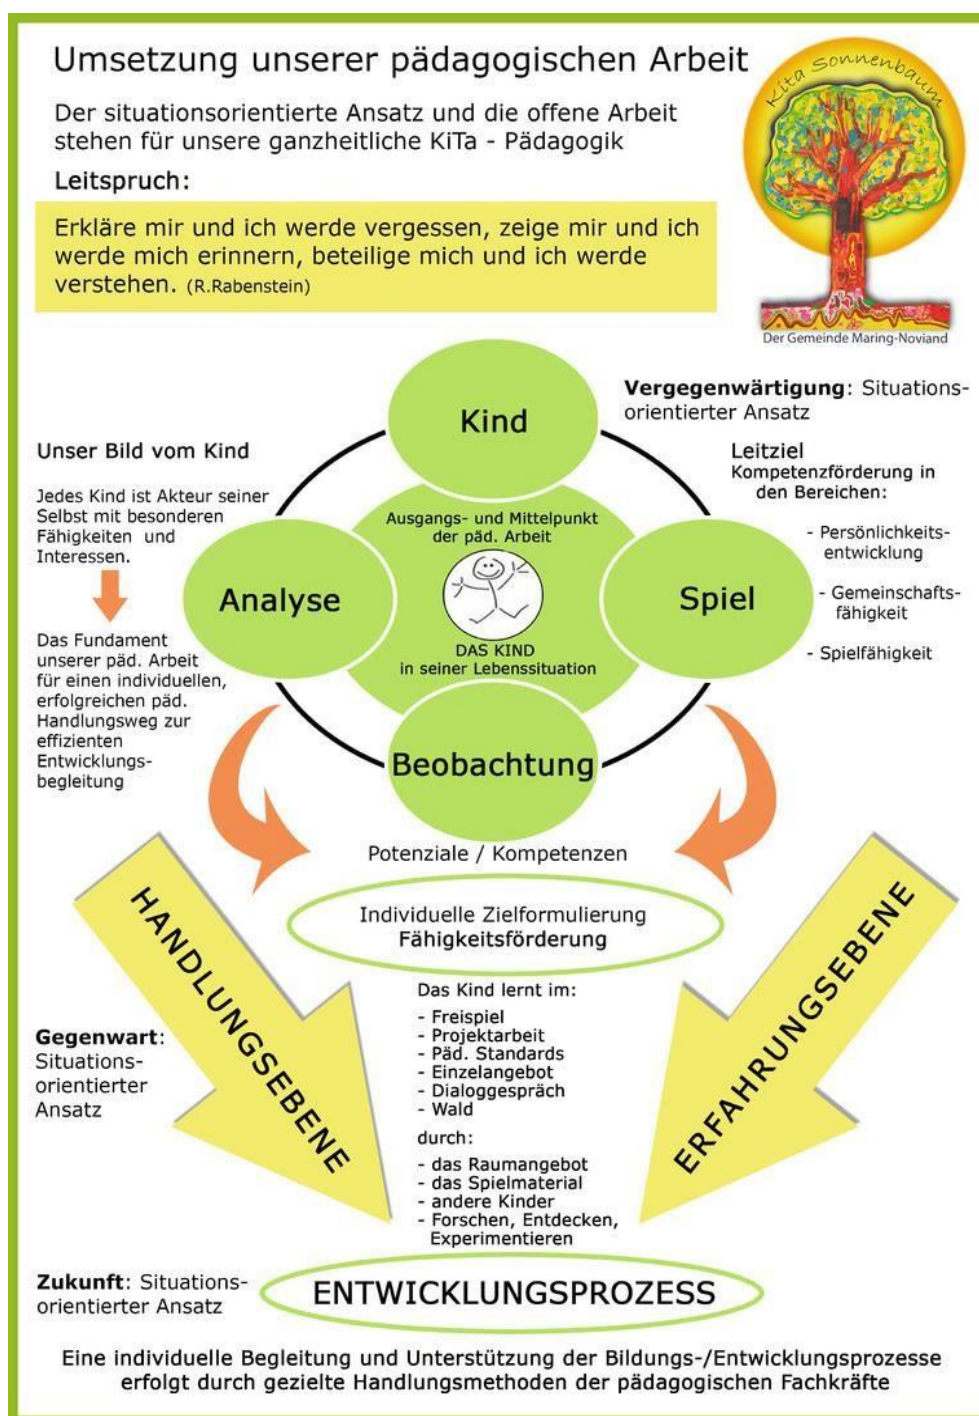 Umsetzung unserer pädagogischen Arbeit
Kita Sonnenbaum
Der situationsorientierte Ansatz und die offene Arbeit
stehen für unsere ganzheitliche KiTa - Pädagogik
Leitspruch:
Erkläre mir und ich werde vergessen, zeige mir und ich
werde mich erinnern, beteilige mich und ich werde
verstehen. (R.Rabenstein)
Der Gemeinde Maring-Noviand
Kind
Vergegenwärtigung: Situations-
orientierter Ansatz
Unser Bild vom Kind
Jedes Kind ist Akteur seiner
Selbst mit besonderen
Fähigkeiten und
Interessen.
Das Fundament
unserer päd. Arbeit
für einen individuellen,
erfolgreichen päd.
Handlungsweg zur
effizienten
Entwicklungs-
begleitung
Analyse
Ausgangs- und Mittelpunkt
der päd. Arbeit
DAS KIND
in seiner Lebenssituation
Spiel
Leitziel
Kompetenzförderung in
den Bereichen:
- Persönlichkeits-
entwicklung
- Gemeinschafts-
fähigkeit
- Spielfähigkeit
Beobachtung
Potenziale / Kompetenzen
Individuelle Zielformulierung
Fähigkeitsförderung
HANDLUNGSEBENE
ERFAHRUNGSEBENE
Gegenwart:
Situations-
orientierter
Ansatz
Das Kind lernt im:
- Freispiel
- Projektarbeit
- Päd. Standards
- Einzelangebot
- Dialoggespräch
- Wald
durch:
- das Raumangebot
- das Spielmaterial
- andere Kinder
- Forschen, Entdecken,
Experimentieren
Zukunft: Situations-
orientierter Ansatz
ENTWICKLUNGSPROZESS
Eine individuelle Begleitung und Unterstützung der Bildungs-/Entwicklungsprozesse
erfolgt durch gezielte Handlungsmethoden der pädagogischen Fachkräfte